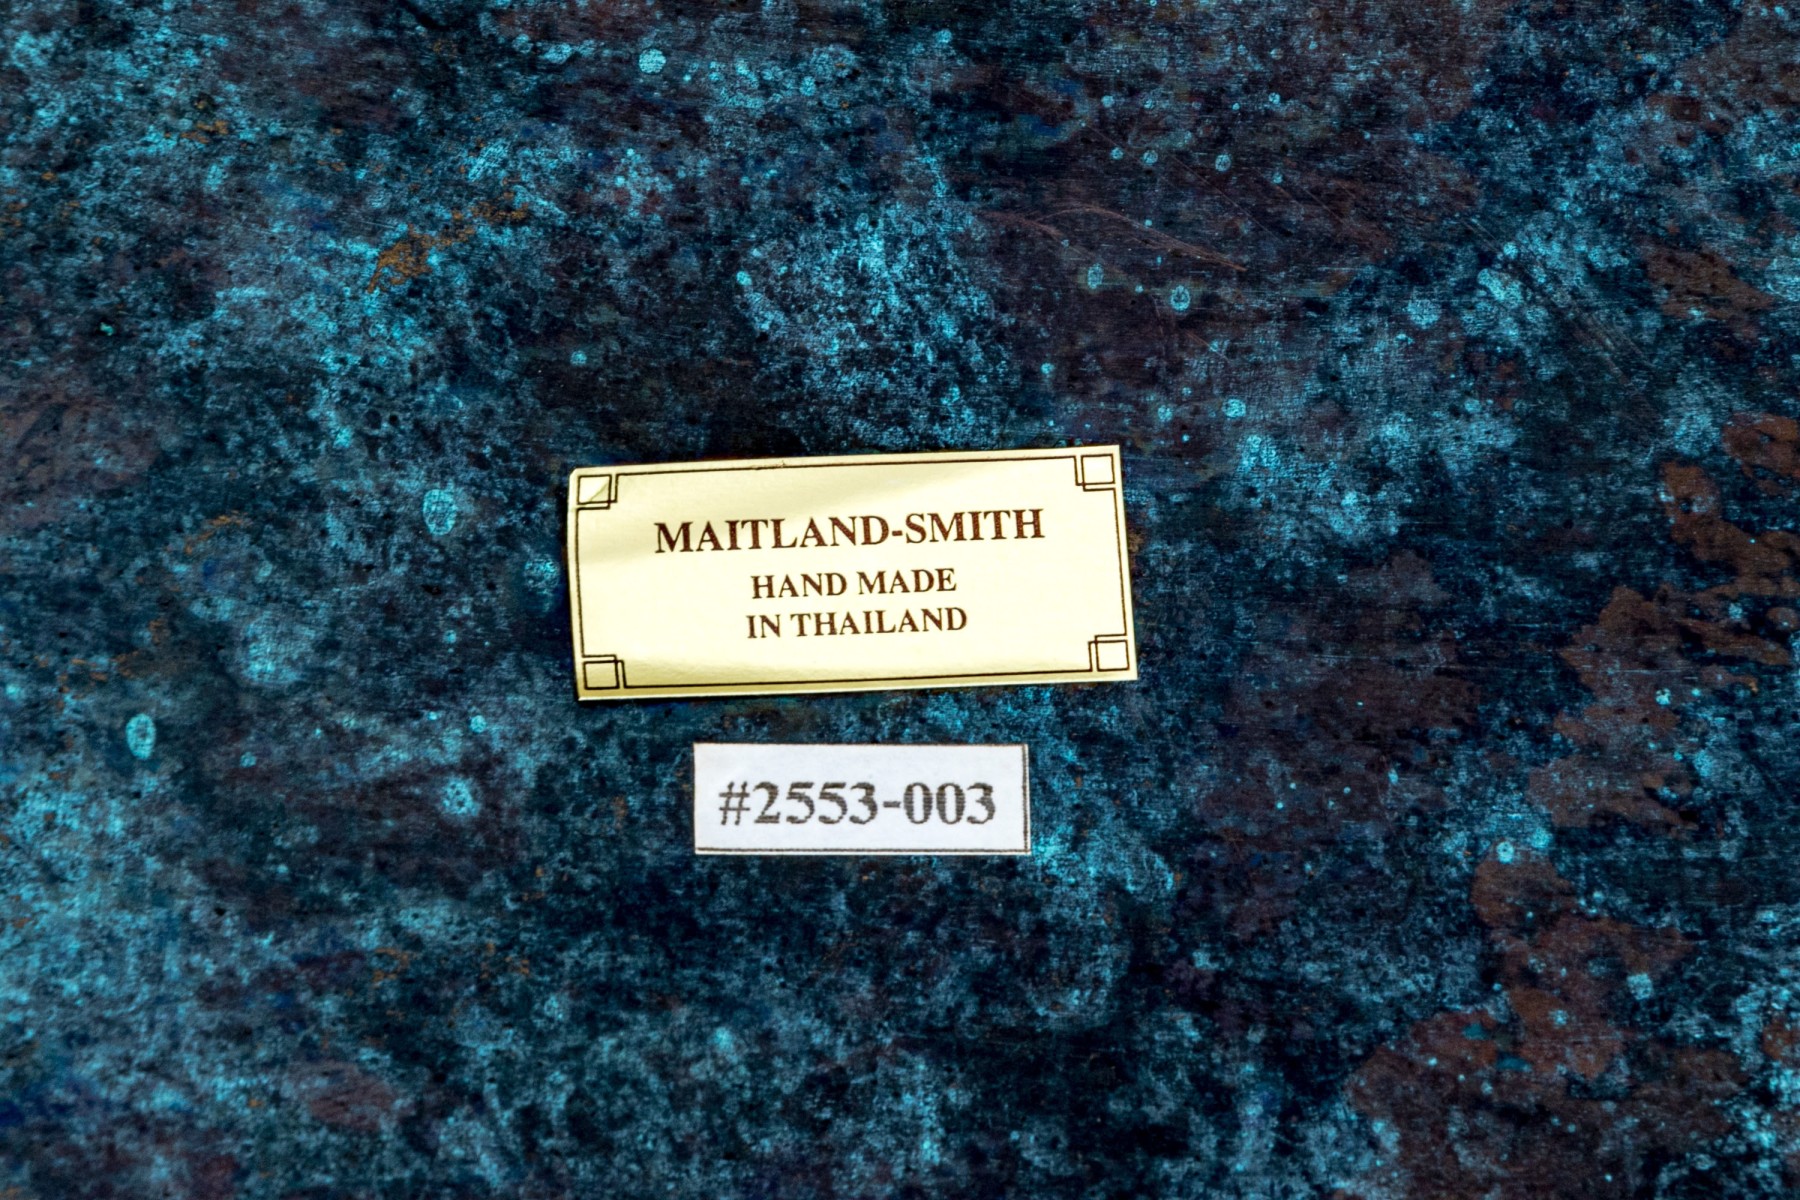 MAITLAND-SMITH
HAND MADE
IN THAILAND
#2553-003